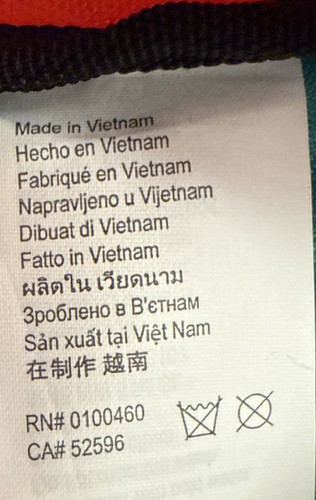 Made in Vietnam
Hecho en Vietnam
Fabriqué en Vietnam
Napravljeno u Vijetnam
Dibuat di Vietnam
Fatto in Vietnam
ผลิตใน เวียดนาม
Зроблено в В'єтнам
Sản xuất tại Việt Nam
在制作 越南
RN# 0100460
CA# 52596